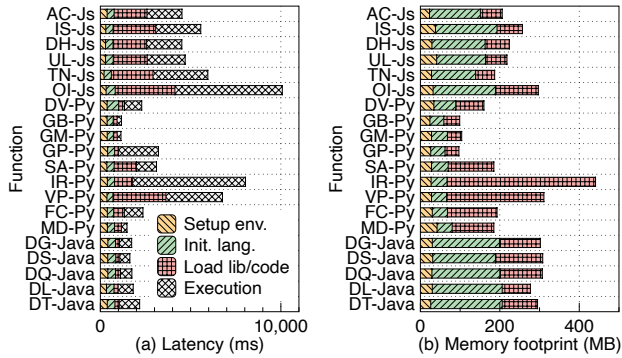 Function
AC-Js
IS-Js
DH-Js
UL-Js
TN-Js
OI-Js
DV-Py
GB-Py
GM-Py
GP-Py
SA-Py
IR-Py
VP-Py
FC-Py
MD-Py
DG-Java
DS-Java
DQ-Java
DL-Java
DT-Java
Setup env.
Init. lang.
Load lib/code
Execution
0 10,000
(a) Latency (ms)
Function
AC-Js
IS-Js
DH-Js
UL-Js
TN-Js
OI-Js
DV-Py
GB-Py
GM-Py
GP-Py
SA-Py
IR-Py
VP-Py
FC-Py
MD-Py
DG-Java
DS-Java
DQ-Java
DL-Java
DT-Java
0 200 400
(b) Memory footprint (MB)